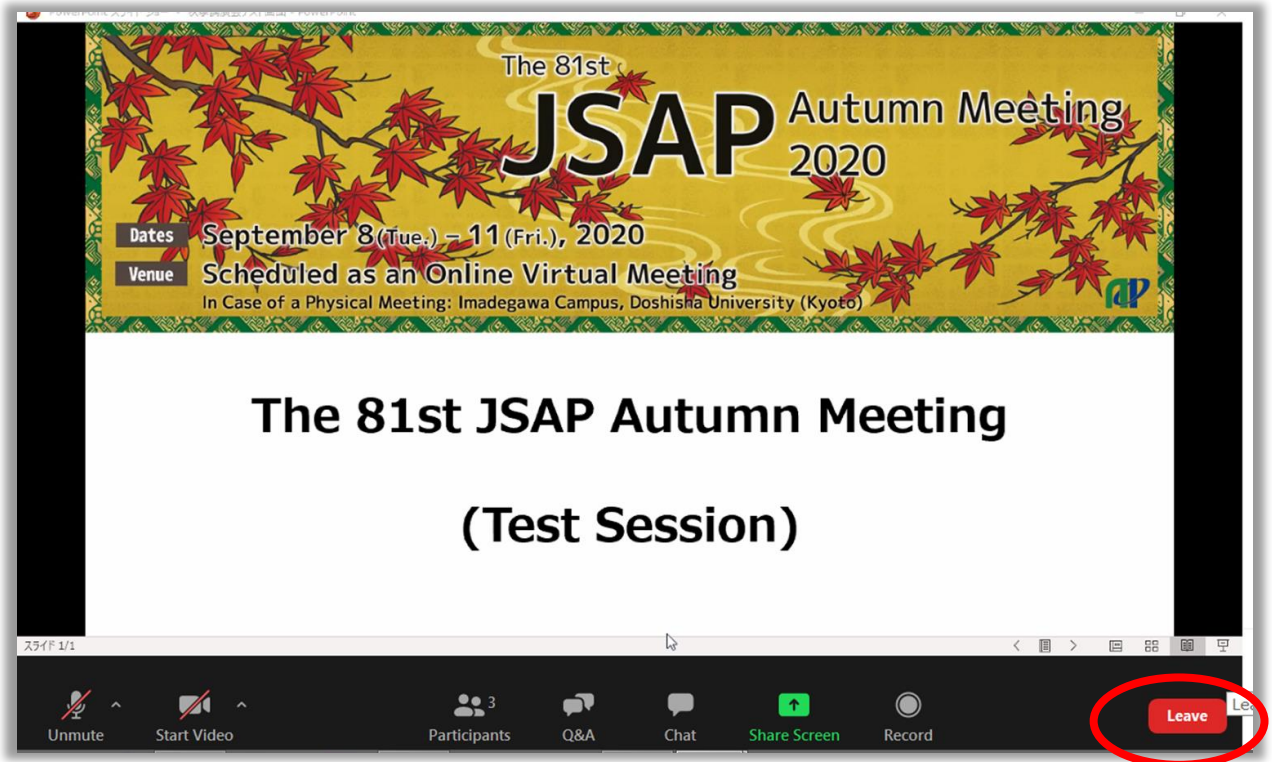 The 81st
JSAP Autumn Meeting 2020
Dates September 8(Tue.) – 11(Fri.), 2020
Venue Scheduled as an Online Virtual Meeting
In Case of a Physical Meeting: Imadegawa Campus, Doshisha University (Kyoto)
The 81st JSAP Autumn Meeting
(Test Session)
スライド 1/1
3
Unmute Start Video Participants Q&A Chat Share Screen Record Leave